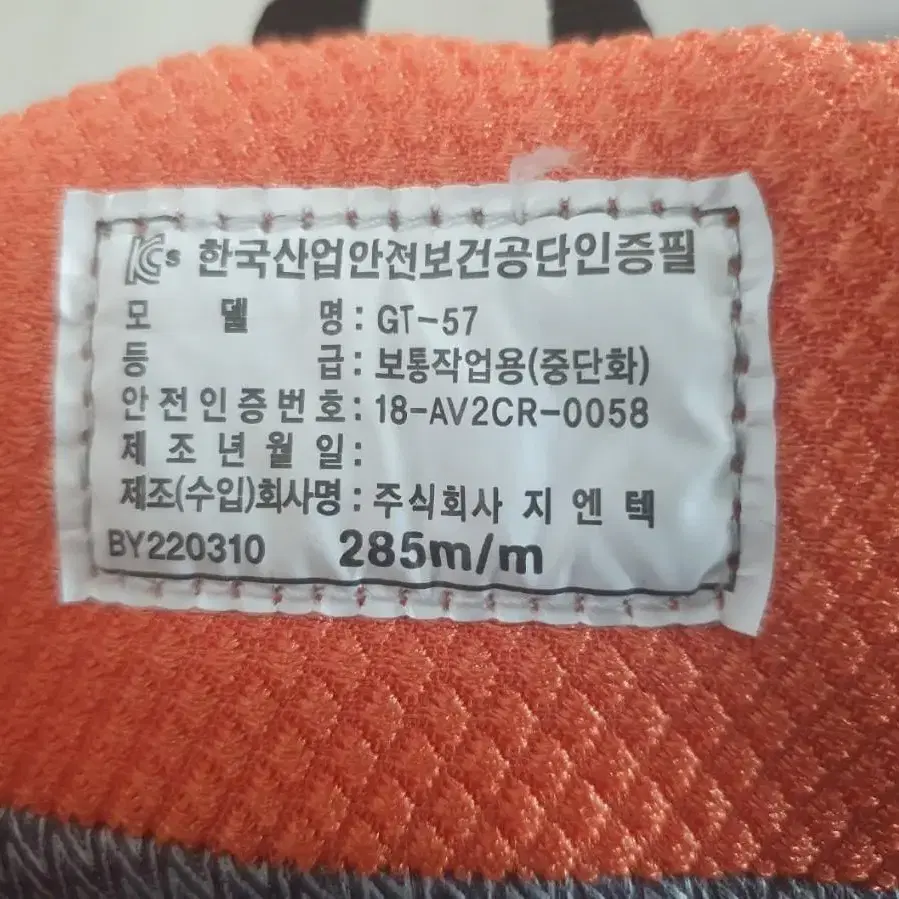 KCs 한국산업안전보건공단인증필
모 델 명 : GT-57
등 급 : 보통작업용(중단화)
안전인증번호 : 18-AV2CR-0058
제조년월일 :
제조(수입)회사명 : 주식회사 지엔텍
BY220310 285m/m